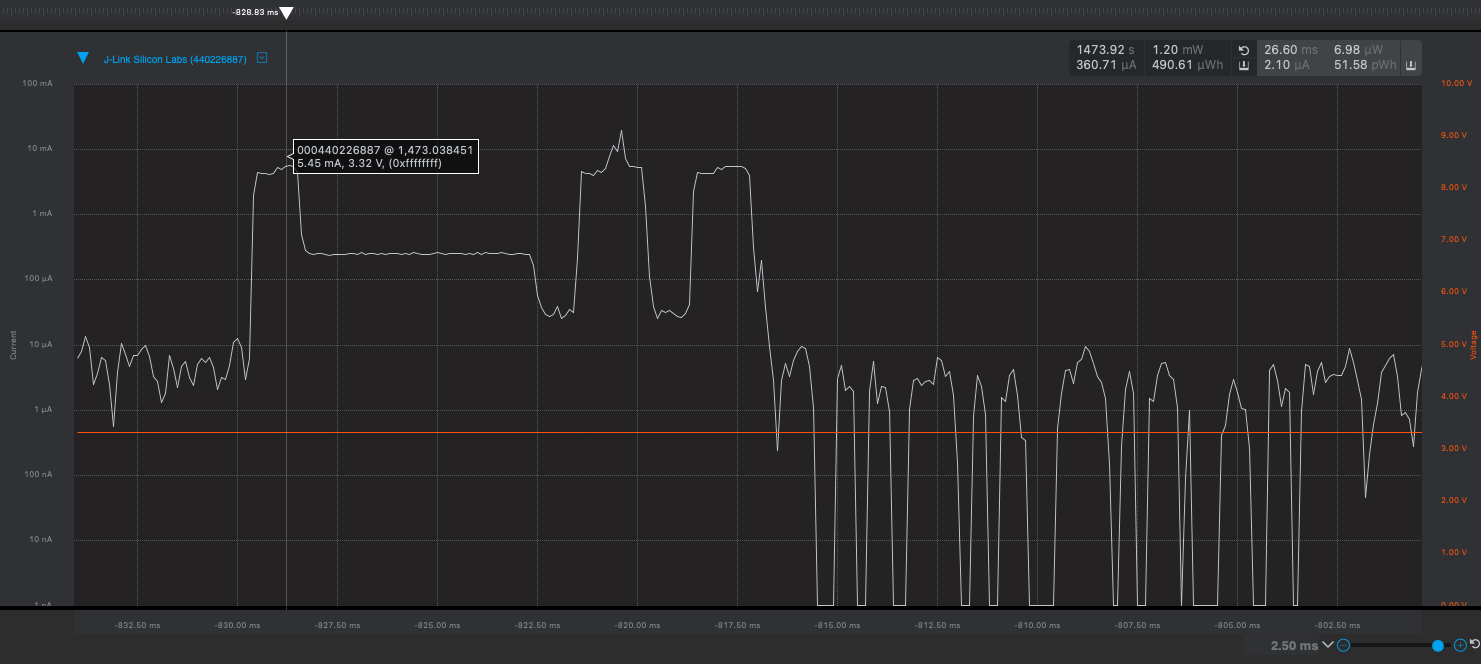 -828.83 ms
J-Link Silicon Labs (440226887)
1473.92 s 1.20 mW 26.60 ms 6.98 µW
360.71 µA 490.61 µWh 2.10 µA 51.58 pWh
100 mA
10 mA
1 mA
100 µA
10 µA
1 µA
100 nA
10 nA
1 nA
Current
000440226887 @ 1,473.038451
5.45 mA, 3.32 V, (0xffffffff)
10.00 V
9.00 V
8.00 V
7.00 V
6.00 V
5.00 V
4.00 V
3.00 V
2.00 V
1.00 V
0.00 V
Voltage
-832.50 ms -830.00 ms -827.50 ms -825.00 ms -822.50 ms -820.00 ms -817.50 ms -815.00 ms -812.50 ms -810.00 ms -807.50 ms -805.00 ms -802.50 ms
2.50 ms